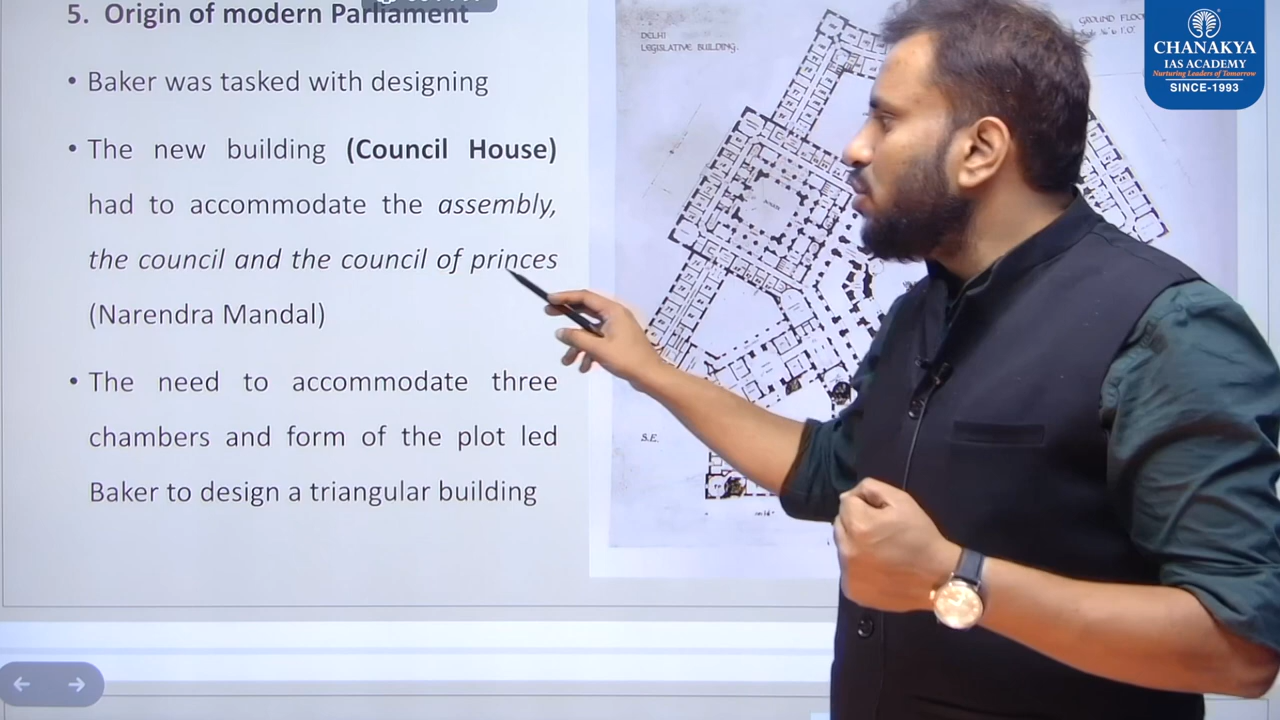 5. Origin of modern Parliament
• Baker was tasked with designing
• The new building (Council House)
had to accommodate the assembly,
the council and the council of princes
(Narendra Mandal)
• The need to accommodate three
chambers and form of the plot led
Baker to design a triangular building
DELHI
LEGISLATIVE BUILDING.
S.E.
CHANAKYA
IAS ACADEMY
Nurturing Leaders of Tomorrow
SINCE-1993